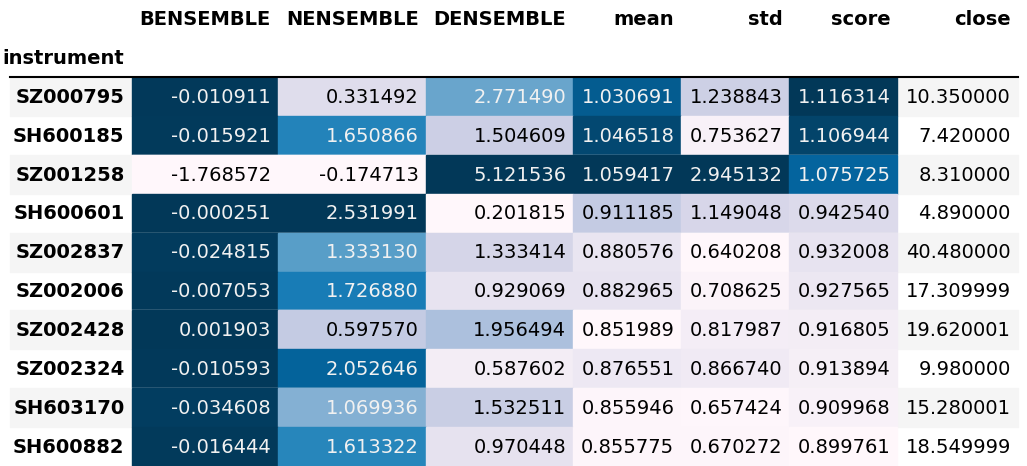 BENSEMBLE NENSEMBLE DENSEMBLE mean std score close
instrument
SZ000795 -0.010911 0.331492 2.771490 1.030691 1.238843 1.116314 10.350000
SH600185 -0.015921 1.650866 1.504609 1.046518 0.753627 1.106944 7.420000
SZ001258 -1.768572 -0.174713 5.121536 1.059417 2.945132 1.075725 8.310000
SH600601 -0.000251 2.531991 0.201815 0.911185 1.149048 0.942540 4.890000
SZ002837 -0.024815 1.333130 1.333414 0.880576 0.640208 0.932008 40.480000
SZ002006 -0.007053 1.726880 0.929069 0.882965 0.708625 0.927565 17.309999
SZ002428 0.001903 0.597570 1.956494 0.851989 0.817987 0.916805 19.620001
SZ002324 -0.010593 2.052646 0.587602 0.876551 0.866740 0.913894 9.980000
SH603170 -0.034608 1.069936 1.532511 0.855946 0.657424 0.909968 15.280001
SH600882 -0.016444 1.613322 0.970448 0.855775 0.670272 0.899761 18.549999